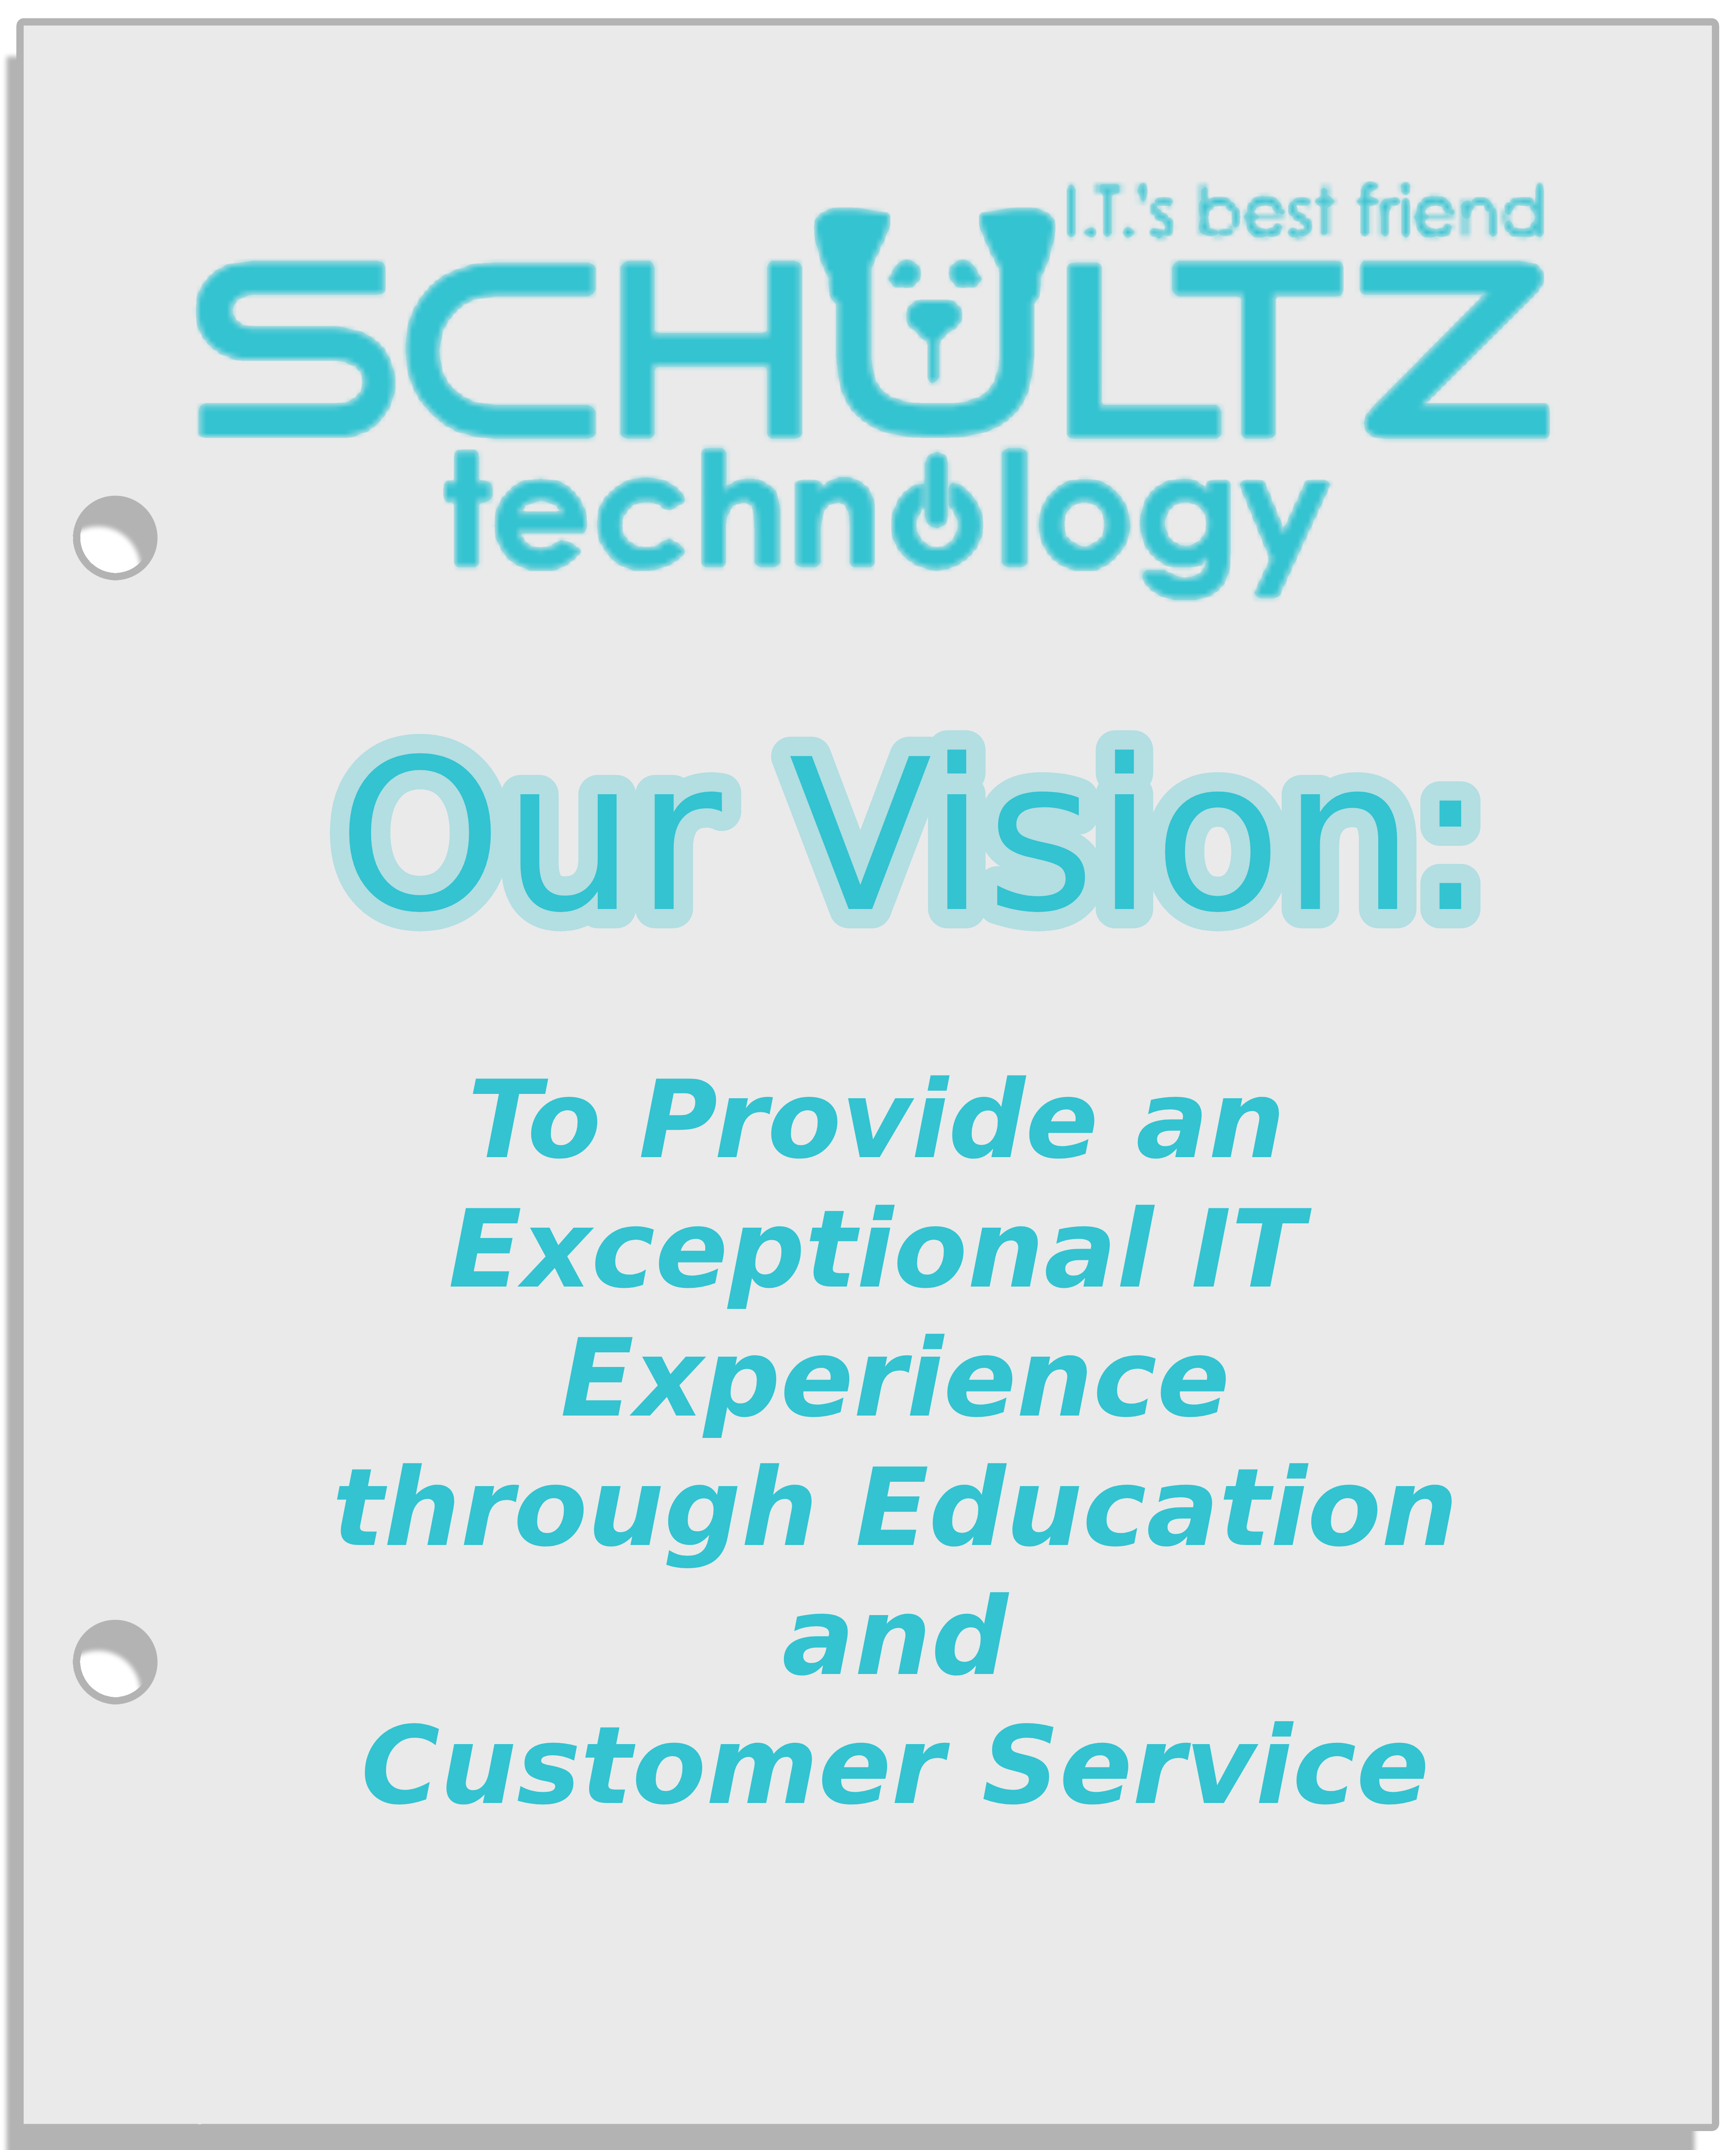 I.T.'s best friend
SCHULTZ
technology
Our Vision:
To Provide an
Exceptional IT
Experience
through Education
and
Customer Service